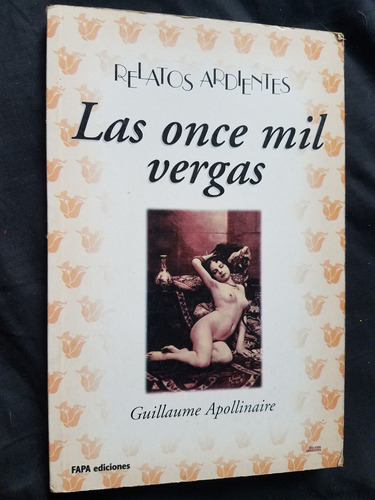 RELATOS ARDIENTES
Las once mil
vergas
Guillaume Apollinaire
FAPA ediciones